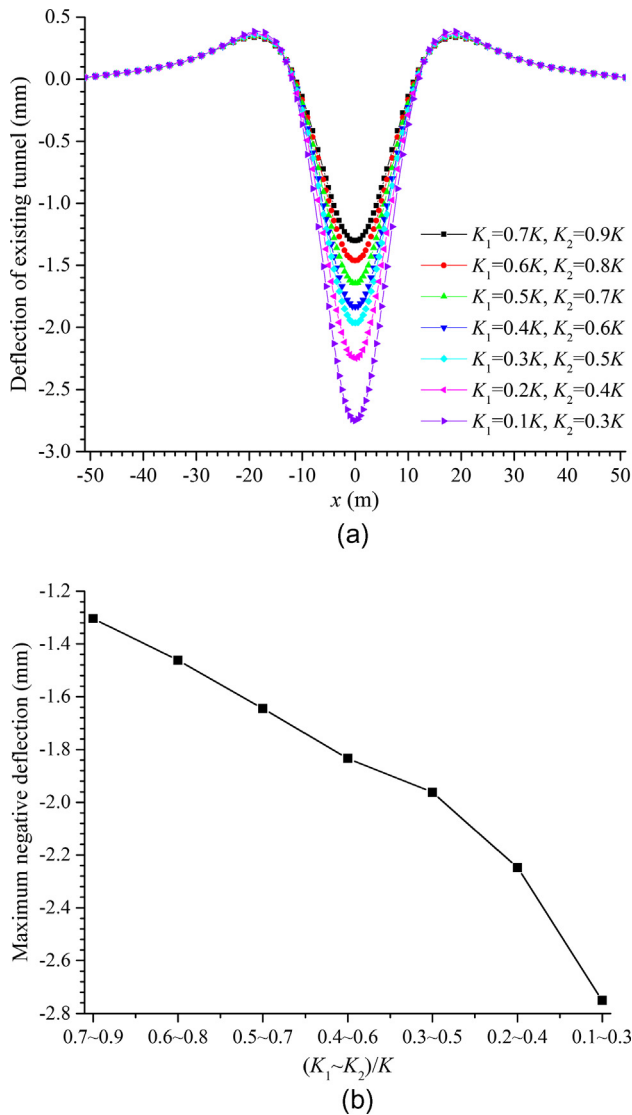 0.5
0.0
-0.5
-1.0
-1.5
-2.0
-2.5
-3.0
Deflection of existing tunnel (mm)
K₁=0.7K, K₂=0.9K
K₁=0.6K, K₂=0.8K
K₁=0.5K, K₂=0.7K
K₁=0.4K, K₂=0.6K
K₁=0.3K, K₂=0.5K
K₁=0.2K, K₂=0.4K
K₁=0.1K, K₂=0.3K
-50 -40 -30 -20 -10 0 10 20 30 40 50
x (m)
(a)
-1.2
-1.4
-1.6
-1.8
-2.0
-2.2
-2.4
-2.6
-2.8
Maximum negative deflection (mm)
0.7~0.9 0.6~0.8 0.5~0.7 0.4~0.6 0.3~0.5 0.2~0.4 0.1~0.3
(K₁~K₂)/K
(b)